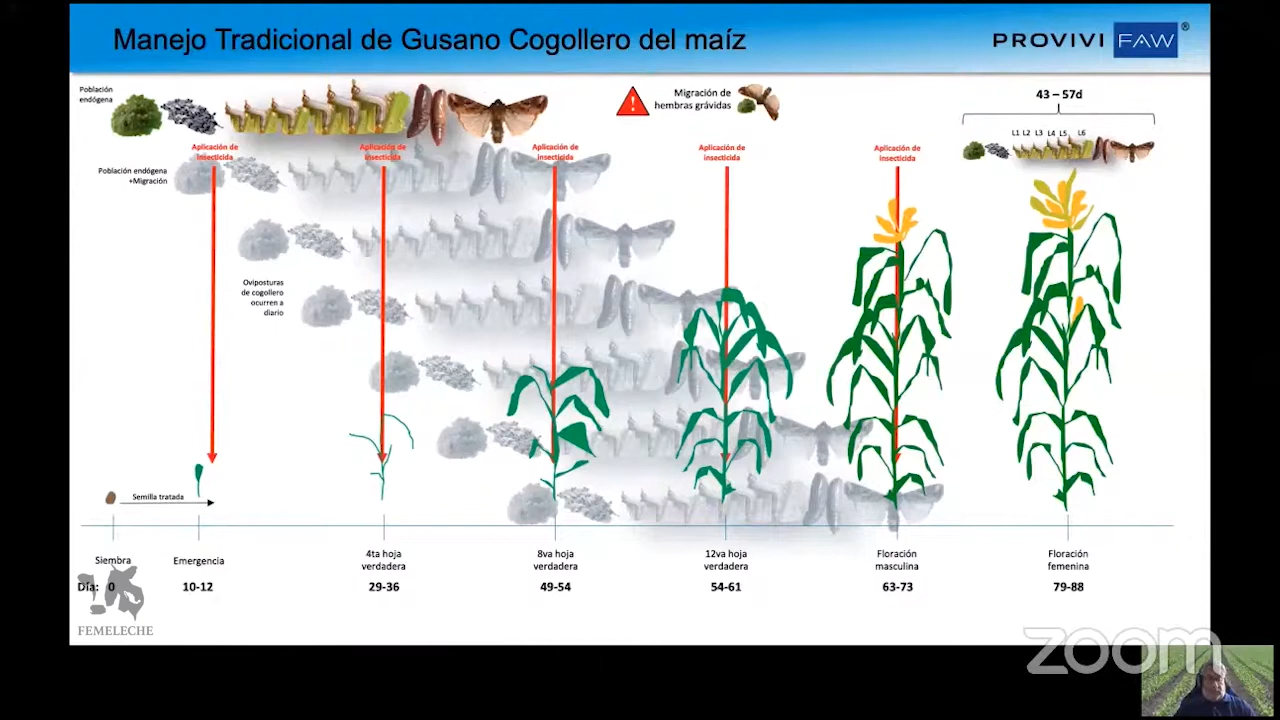 Manejo Tradicional de Gusano Cogollero del maíz
PROVIVI FAW®
Población
endógena
Migración de
hembras grávidas
43 – 57d
L1 L2 L3 L4 L5 L6
Aplicación de
insecticida
Aplicación de
insecticida
Aplicación de
insecticida
Aplicación de
insecticida
Aplicación de
insecticida
Población endógena
+Migración
Oviposturas
de cogollero
ocurren a
diario
Semilla tratada
Siembra
Emergencia
4ta hoja
verdadera
8va hoja
verdadera
12va hoja
verdadera
Floración
masculina
Floración
femenina
Día: 0
10-12
29-36
49-54
54-61
63-73
79-88
FEMELECHE
zoom